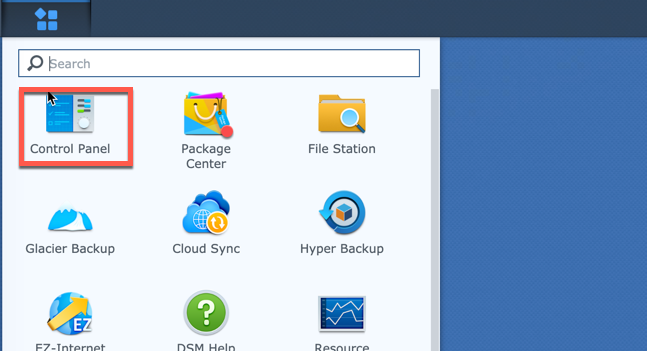 Search
Control Panel
Package
Center
File Station
Glacier Backup
Cloud Sync
Hyper Backup
EZ
EZ-Internet
?
DSM Help
Resource